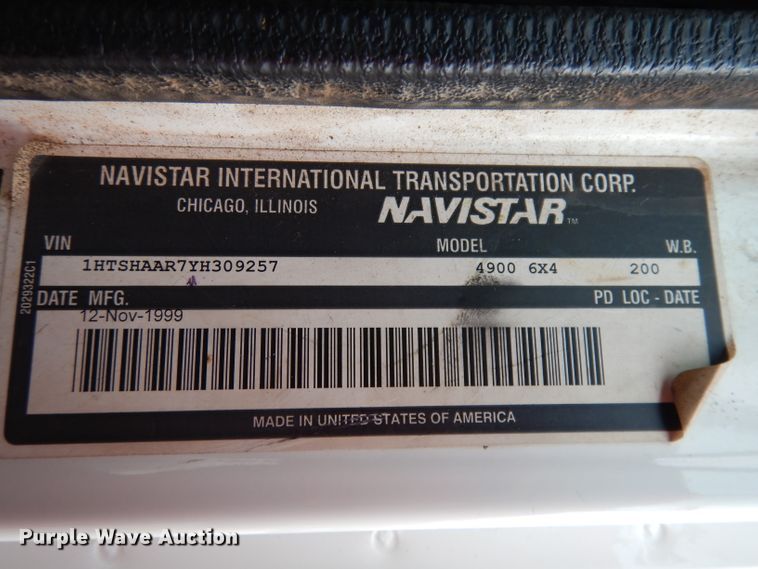 NAVISTAR INTERNATIONAL TRANSPORTATION CORP.
CHICAGO, ILLINOIS NAVISTAR TM
VIN MODEL W.B.
1HTSHAAR7YH309257 4900 6X4 200
2029322C1
DATE MFG. PD LOC - DATE
12-Nov-1999
MADE IN UNITED STATES OF AMERICA
Purple Wave Auction